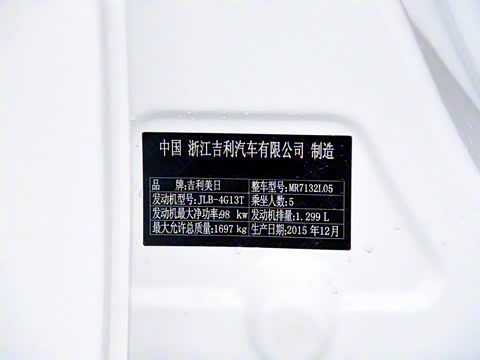 中国 浙江吉利汽车有限公司 制造
品 牌:吉利美日 整车型号:MR7132L05
发动机型号:JLB-4G13T 乘坐人数:5
发动机最大净功率:98 kw 发动机排量:1.299 L
最大允许总质量:1697 kg 生产日期:2015 年12月